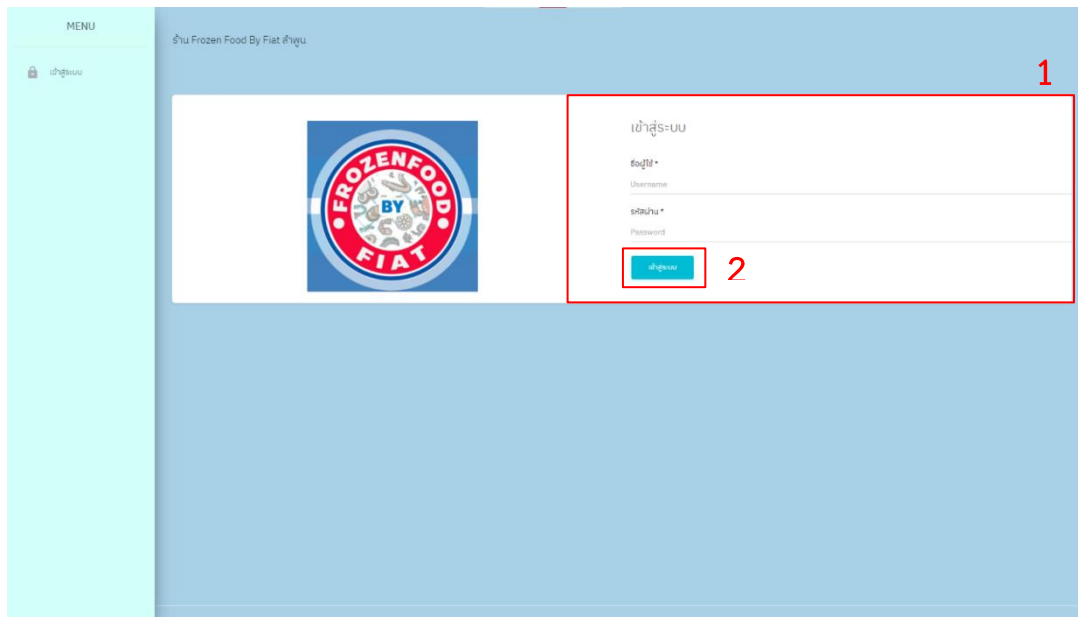 MENU
เข้าสู่ระบบ
ร้าน Frozen Food By Fiat ลำพูน
1
FROZENFOOD
BY
FIAT
เข้าสู่ระบบ
ชื่อผู้ใช้ *
Username
รหัสผ่าน *
Password
เข้าสู่ระบบ
2